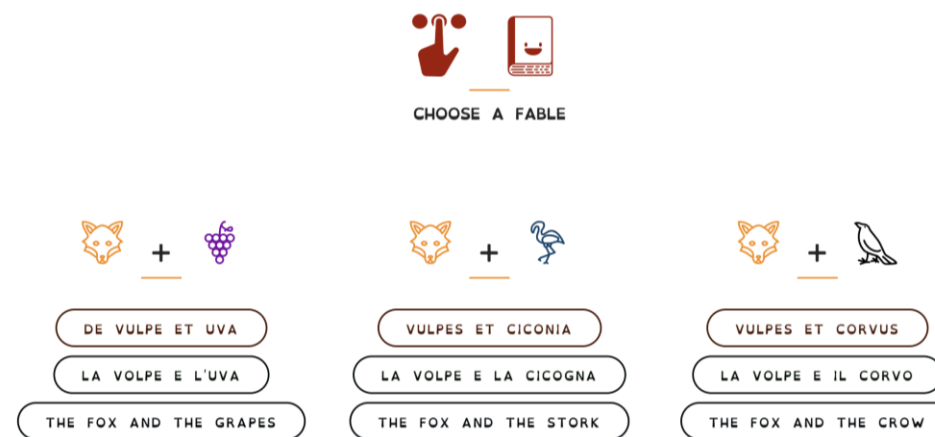 CHOOSE A FABLE
+
+
+
DE VULPE ET UVA
VULPES ET CICONIA
VULPES ET CORVUS
LA VOLPE E L'UVA
LA VOLPE E LA CICOGNA
LA VOLPE E IL CORVO
THE FOX AND THE GRAPES
THE FOX AND THE STORK
THE FOX AND THE CROW